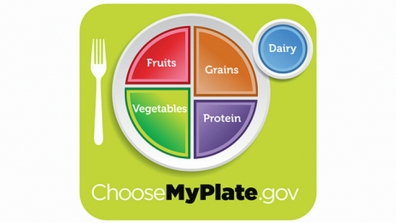 Dairy
Fruits
Grains
Vegetables
Protein
ChooseMyPlate.gov